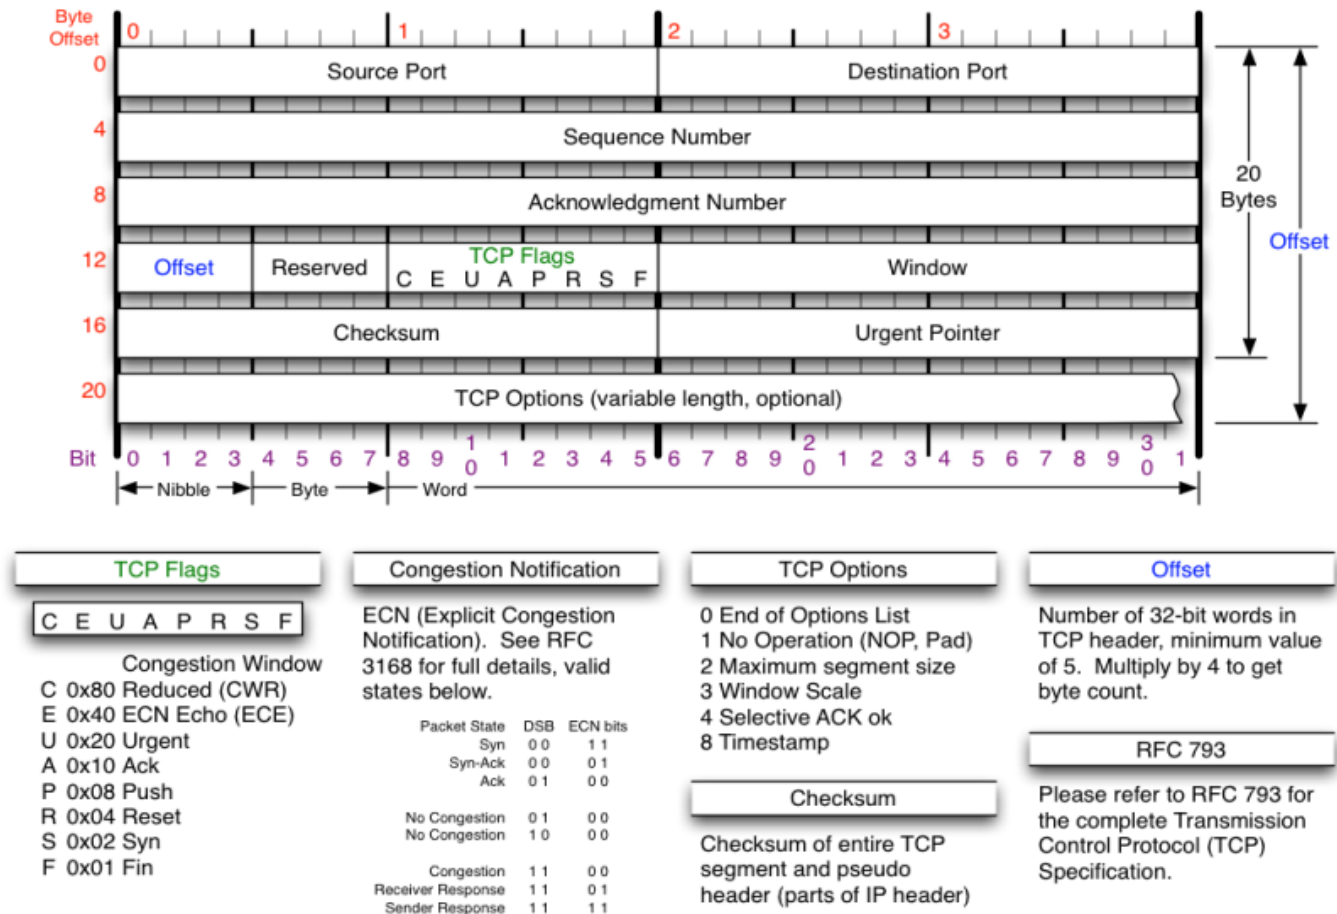 Byte Offset 0 1 2 3
0 Source Port Destination Port
4 Sequence Number
8 Acknowledgment Number
20 Bytes
Offset
12 Offset Reserved TCP Flags Window
C E U A P R S F
16 Checksum Urgent Pointer
20 TCP Options (variable length, optional)
Bit 0 1 2 3 4 5 6 7 8 9 10 1 2 3 4 5 6 7 8 9 20 1 2 3 4 5 6 7 8 9 30 1
Nibble Byte Word
TCP Flags
C E U A P R S F
Congestion Window
C 0x80 Reduced (CWR)
E 0x40 ECN Echo (ECE)
U 0x20 Urgent
A 0x10 Ack
P 0x08 Push
R 0x04 Reset
S 0x02 Syn
F 0x01 Fin
Congestion Notification
ECN (Explicit Congestion
Notification). See RFC
3168 for full details, valid
states below.
Packet State DSB ECN bits
Syn 0 0 1 1
Syn-Ack 0 0 0 1
Ack 0 1 0 0
No Congestion 0 1 0 0
No Congestion 1 0 0 0
Congestion 1 1 0 0
Receiver Response 1 1 0 1
Sender Response 1 1 1 1
TCP Options
0 End of Options List
1 No Operation (NOP, Pad)
2 Maximum segment size
3 Window Scale
4 Selective ACK ok
8 Timestamp
Checksum
Checksum of entire TCP
segment and pseudo
header (parts of IP header)
Offset
Number of 32-bit words in
TCP header, minimum value
of 5. Multiply by 4 to get
byte count.
RFC 793
Please refer to RFC 793 for
the complete Transmission
Control Protocol (TCP)
Specification.